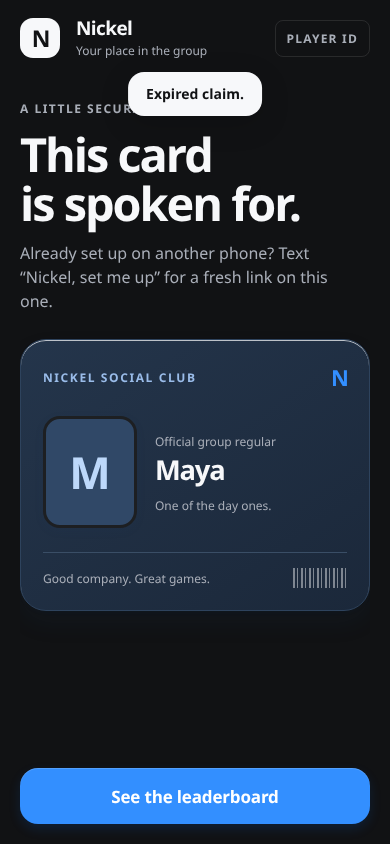 N
Nickel
Your place in the group
PLAYER ID
Expired claim.
A LITTLE
This card
is spoken for.
Already set up on another phone? Text
“Nickel, set me up” for a fresh link on this
one.
NICKEL SOCIAL CLUB
N
M
Official group regular
Maya
One of the day ones.
Good company. Great games.
See the leaderboard